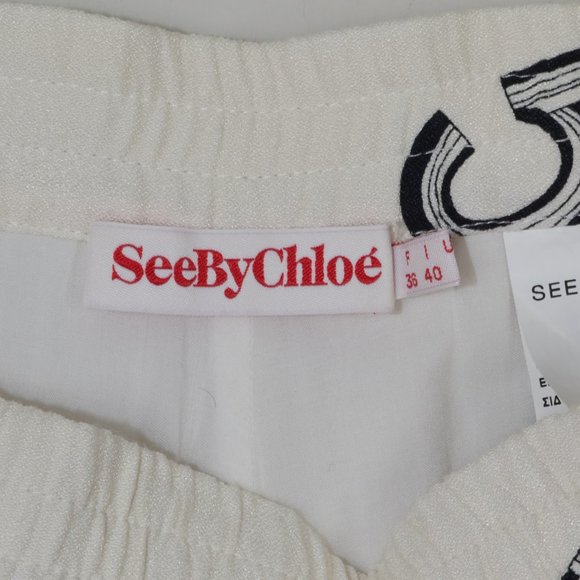 SeeByChloé
F I U
36 40
SEE
ΣΙΔ